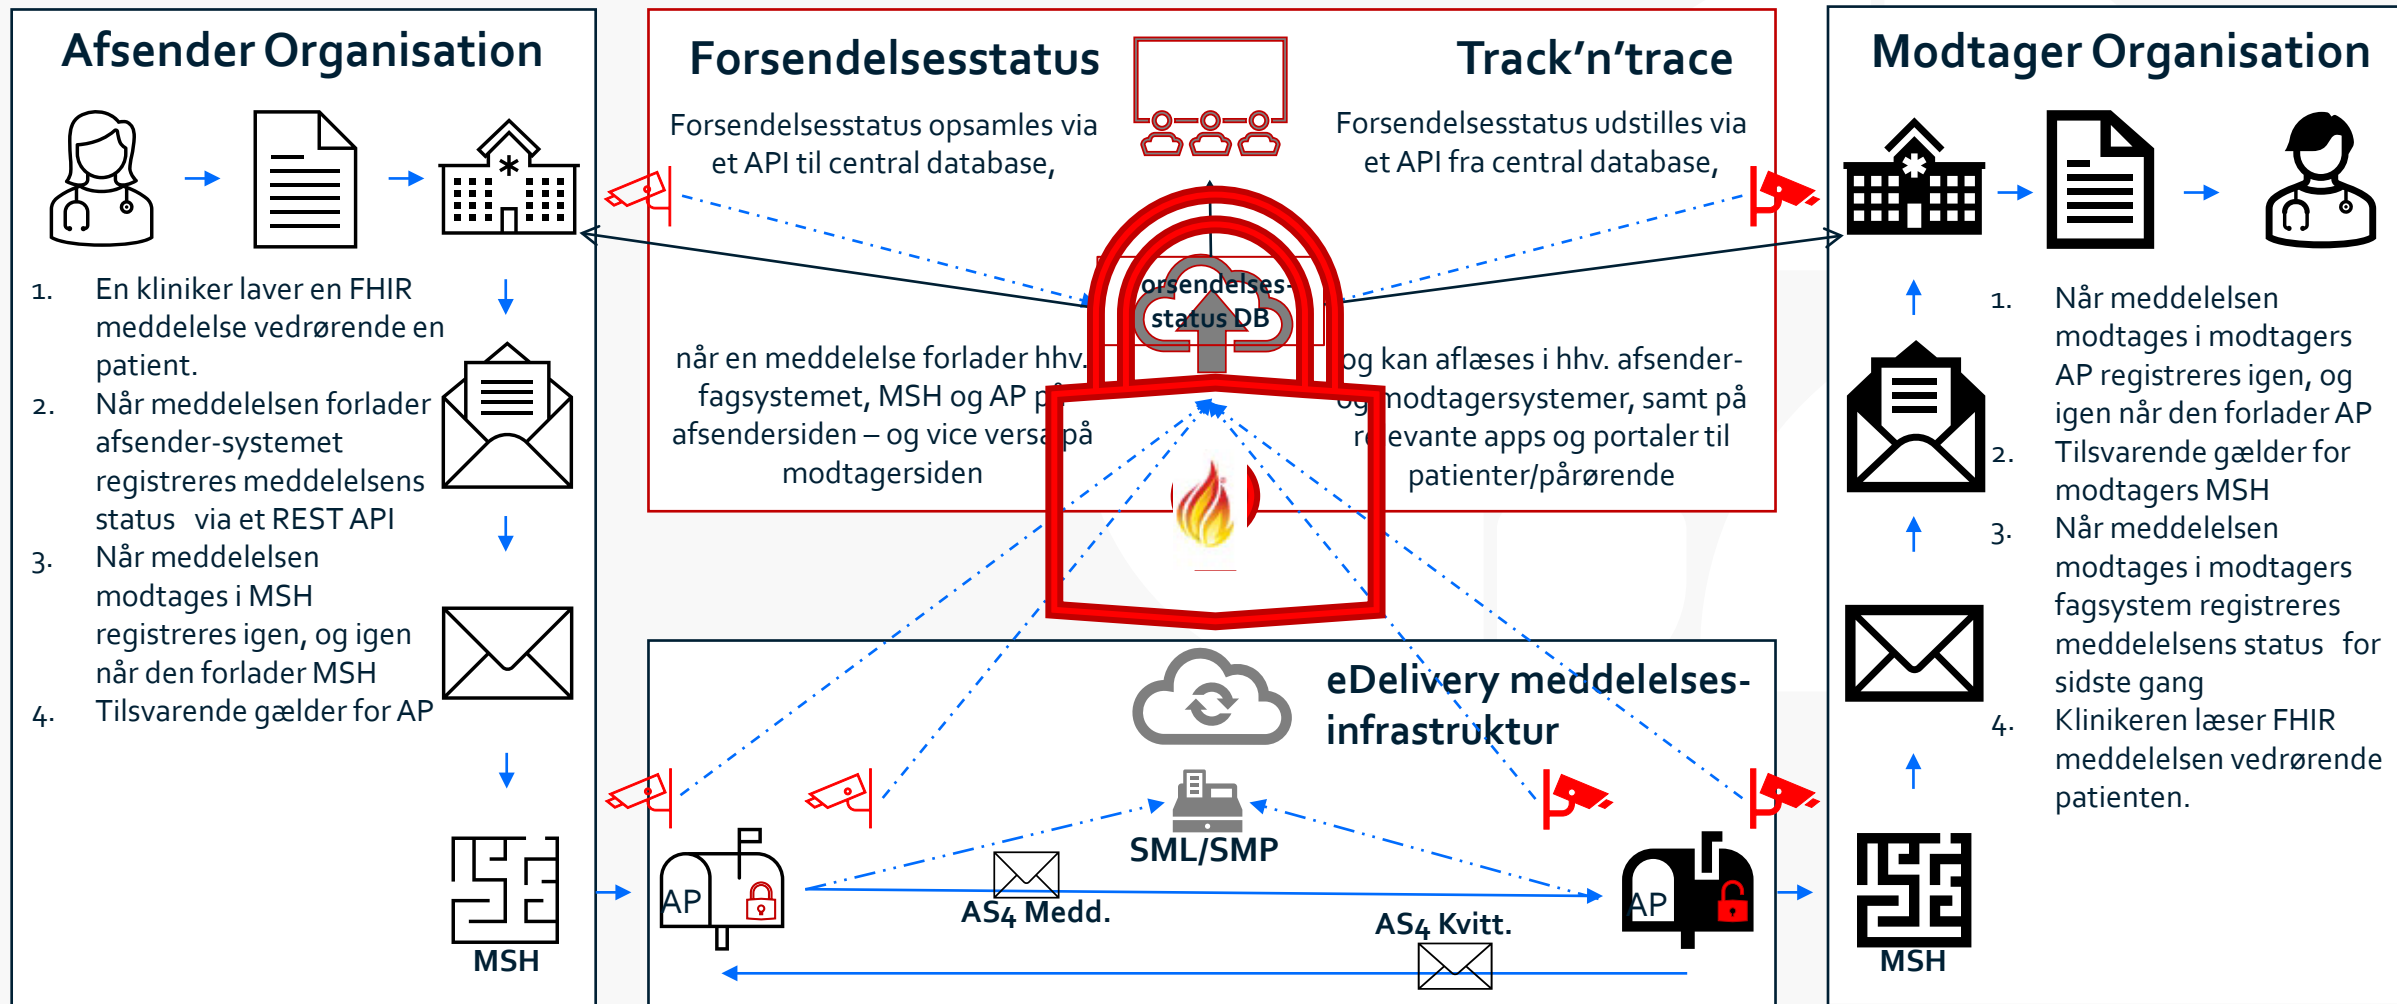 Afsender Organisation
1. En kliniker laver en FHIR
meddelelse vedrørende en
patient.
2. Når meddelelsen forlader
afsender-systemet
registreres meddelelsens
status via et REST API
3. Når meddelelsen
modtages i MSH
registreres igen, og igen
når den forlader MSH
4. Tilsvarende gælder for AP
MSH
Forsendelsesstatus
Forsendelsesstatus opsamles via
et API til central database,
når en meddelelse forlader hhv.
fagsystemet, MSH og AP på
afsendersiden – og vice versa på
modtagersiden
orsendelses-
status DB
Track’n’trace
Forsendelsesstatus udstilles via
et API fra central database,
og kan aflæses i hhv. afsender-
og modtagersystemer, samt på
relevante apps og portaler til
patienter/pårørende
eDelivery meddelelses-
infrastruktur
SML/SMP
AP
AS4 Medd.
AS4 Kvitt.
AP
Modtager Organisation
1. Når meddelelsen
modtages i modtagers
AP registreres igen, og
igen når den forlader AP
2. Tilsvarende gælder for
modtagers MSH
3. Når meddelelsen
modtages i modtagers
fagsystem registreres
meddelelsens status for
sidste gang
4. Klinikeren læser FHIR
meddelelsen vedrørende
patienten.
MSH